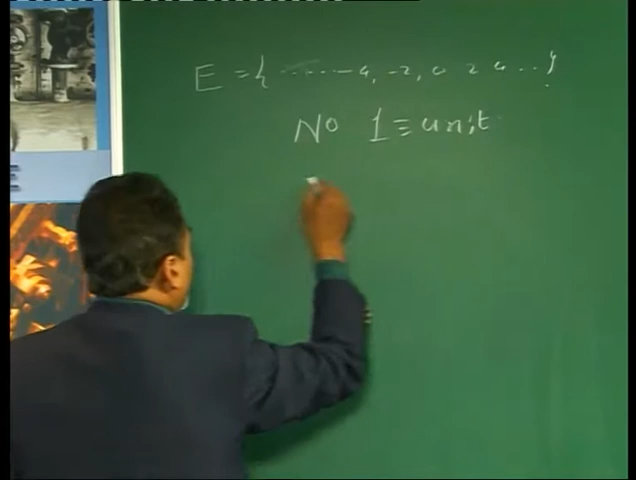 E = { ...... -4, -2, 0 2 4 ... }
No 1 ≡ unit